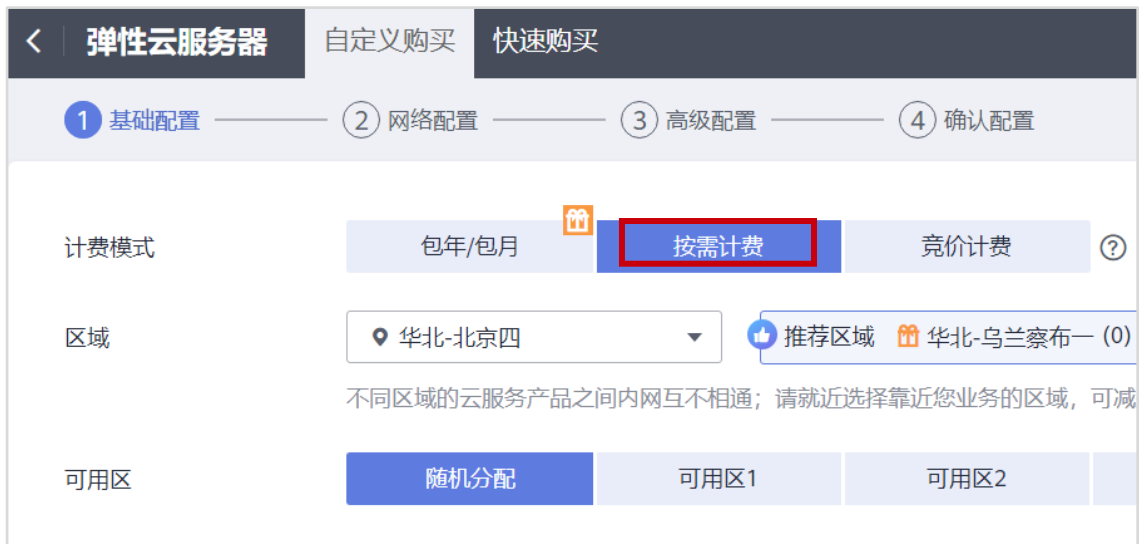 弹性云服务器 自定义购买 快速购买
1 基础配置 2 网络配置 3 高级配置 4 确认配置
计费模式 包年/包月 按需计费 竞价计费 ?
区域 华北-北京四 推荐区域 华北-乌兰察布一 (0)
不同区域的云服务产品之间内网互不相通；请就近选择靠近您业务的区域，可减
可用区 随机分配 可用区1 可用区2